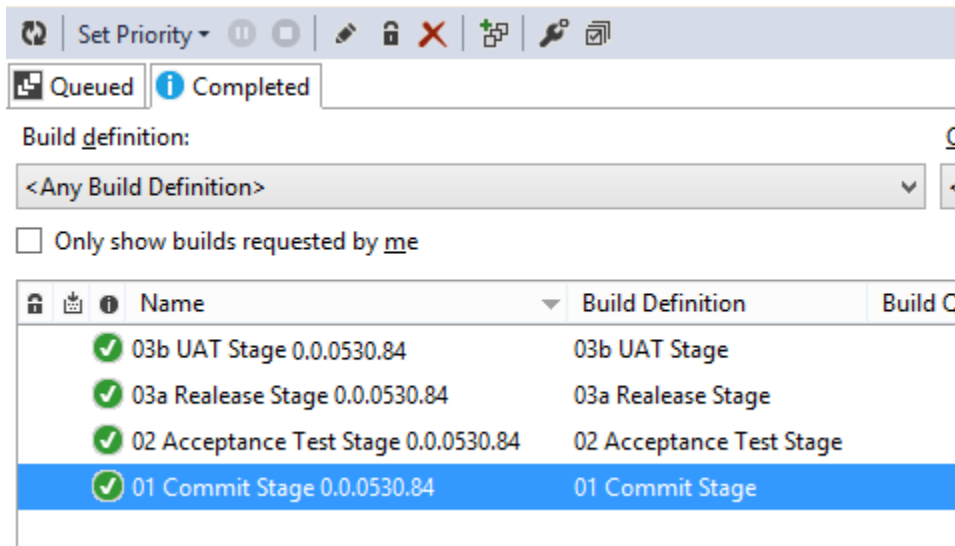 Set Priority
Queued Completed
Build definition:
<Any Build Definition>
Only show builds requested by me
Name Build Definition Build
03b UAT Stage 0.0.0530.84 03b UAT Stage
03a Realease Stage 0.0.0530.84 03a Realease Stage
02 Acceptance Test Stage 0.0.0530.84 02 Acceptance Test Stage
01 Commit Stage 0.0.0530.84 01 Commit Stage